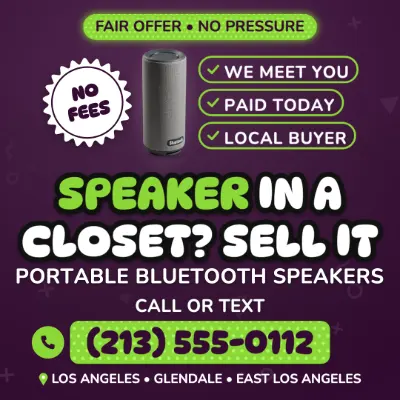 FAIR OFFER • NO PRESSURE
NO
FEES
WE MEET YOU
PAID TODAY
LOCAL BUYER
SPEAKER IN A
CLOSET? SELL IT
PORTABLE BLUETOOTH SPEAKERS
CALL OR TEXT
(213) 555-0112
LOS ANGELES • GLENDALE • EAST LOS ANGELES